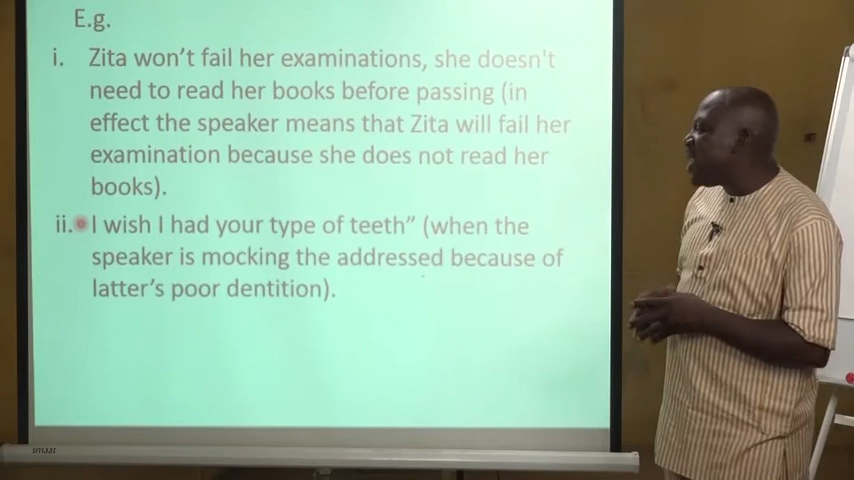 E.g.
i. Zita won't fail her examinations, she doesn't
need to read her books before passing (in
effect the speaker means that Zita will fail her
examination because she does not read her
books).
ii. I wish I had your type of teeth” (when the
speaker is mocking the addressed because of
latter's poor dentition).
smaat